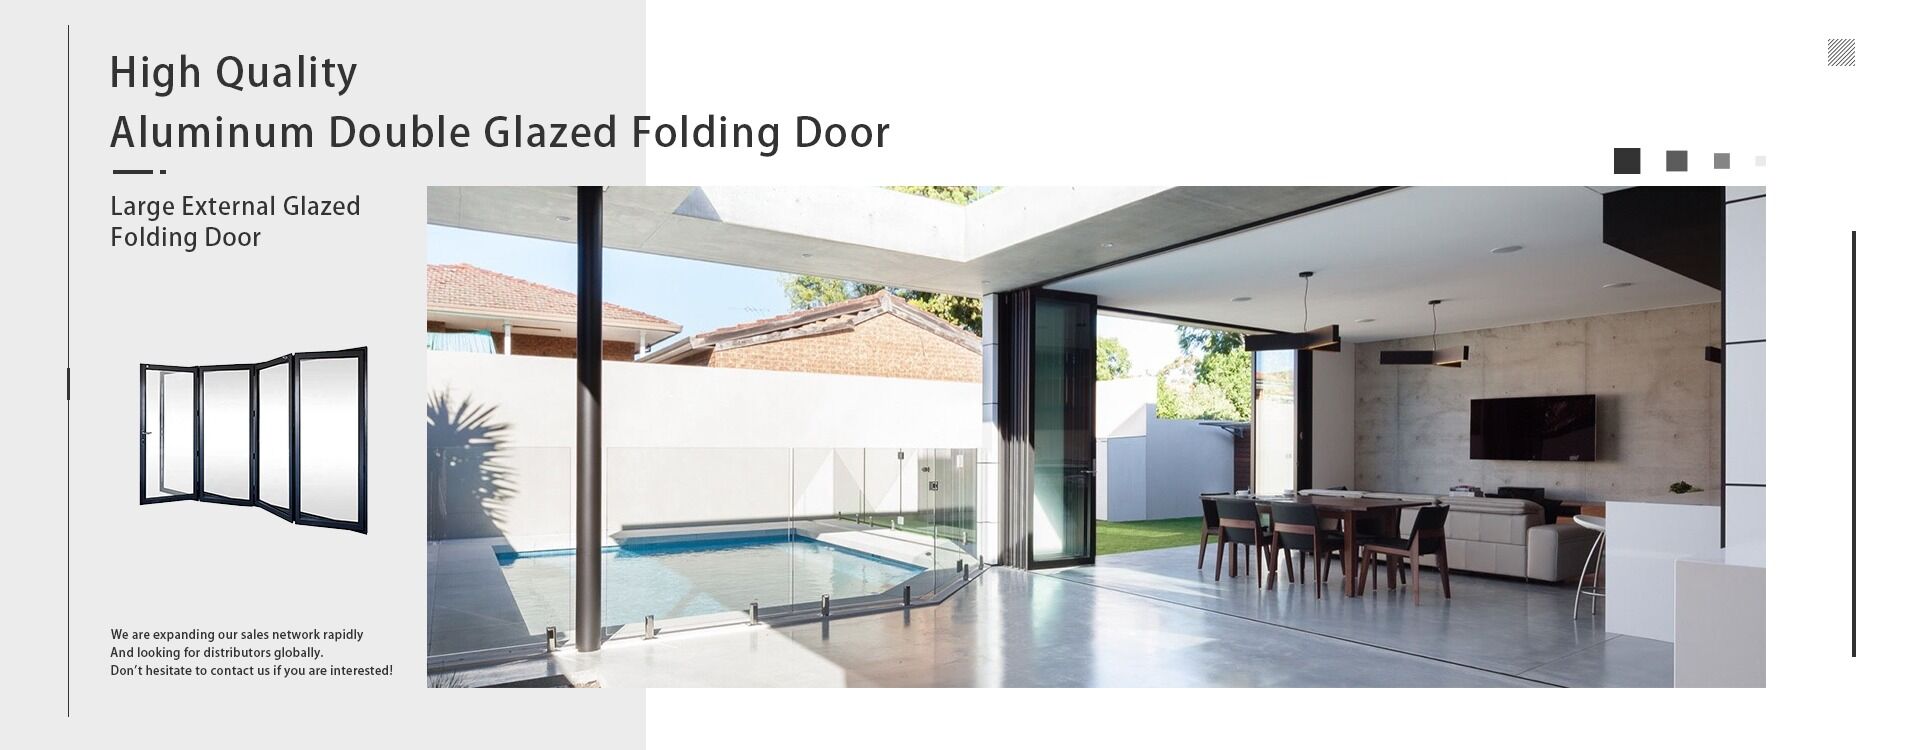 High Quality
Aluminum Double Glazed Folding Door
Large External Glazed
Folding Door
We are expanding our sales network rapidly
And looking for distributors globally.
Don't hesitate to contact us if you are interested!